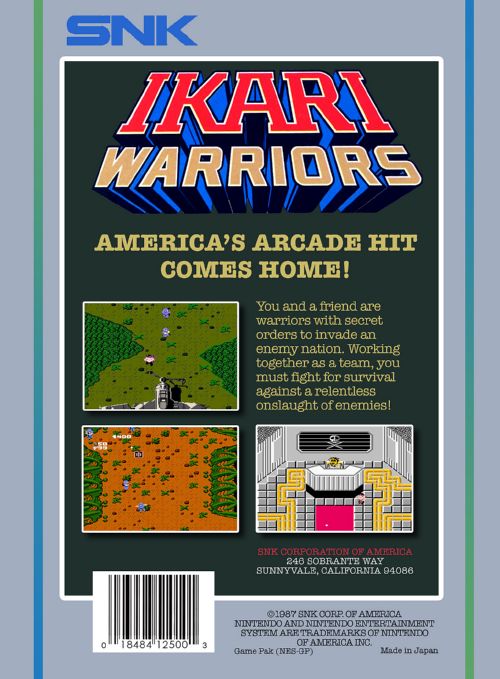 SNK
IKARI
WARRIORS
AMERICA'S ARCADE HIT
COMES HOME!
You and a friend are
warriors with secret
orders to invade an
enemy nation. Working
together as a team, you
must fight for survival
against a relentless
onslaught of enemies!
SNK CORPORATION OF AMERICA
246 SOBRANTE WAY
SUNNYVALE, CALIFORNIA 94086
0 18484 12500 3
©1987 SNK CORP. OF AMERICA
NINTENDO AND NINTENDO ENTERTAINMENT
SYSTEM ARE TRADEMARKS OF NINTENDO
OF AMERICA INC.
Game Pak (NES-GP) Made in Japan